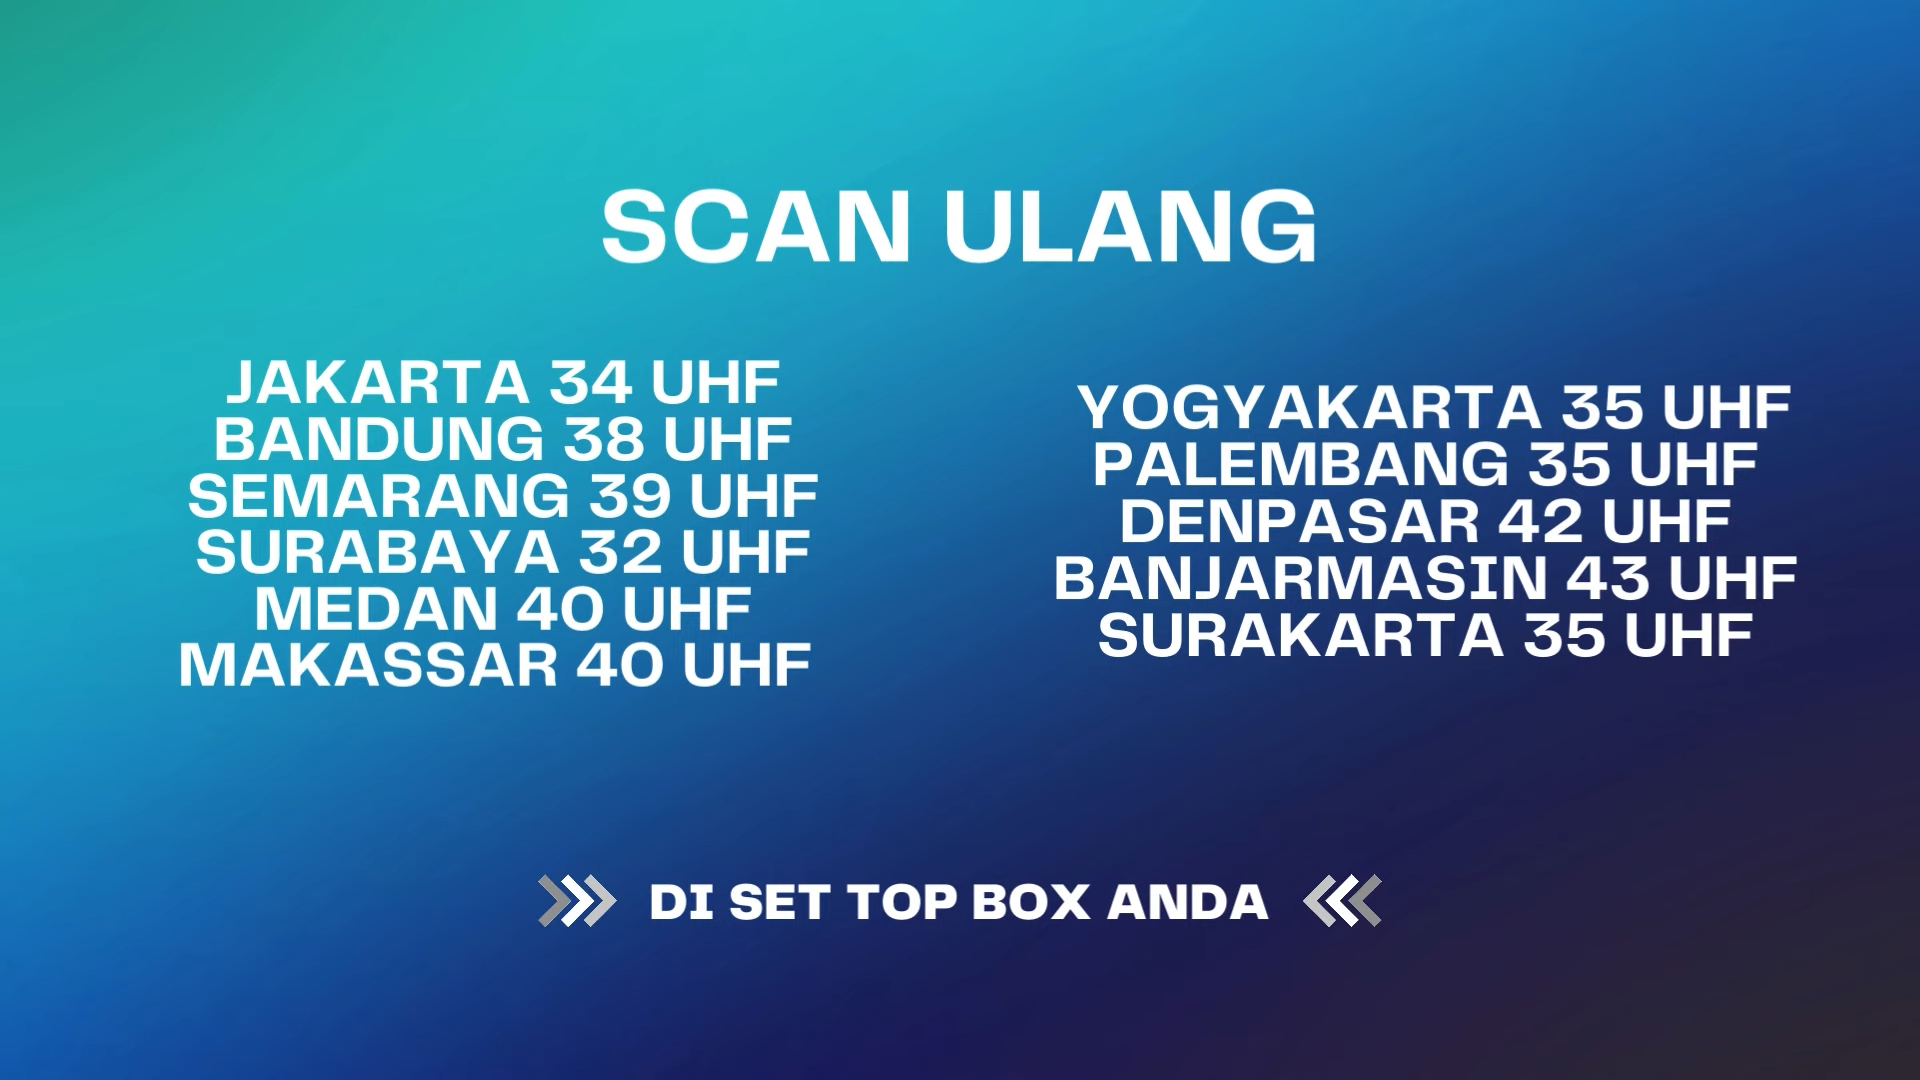 SCAN ULANG
JAKARTA 34 UHF
BANDUNG 38 UHF
SEMARANG 39 UHF
SURABAYA 32 UHF
MEDAN 40 UHF
MAKASSAR 40 UHF
YOGYAKARTA 35 UHF
PALEMBANG 35 UHF
DENPASAR 42 UHF
BANJARMASIN 43 UHF
SURAKARTA 35 UHF
DI SET TOP BOX ANDA